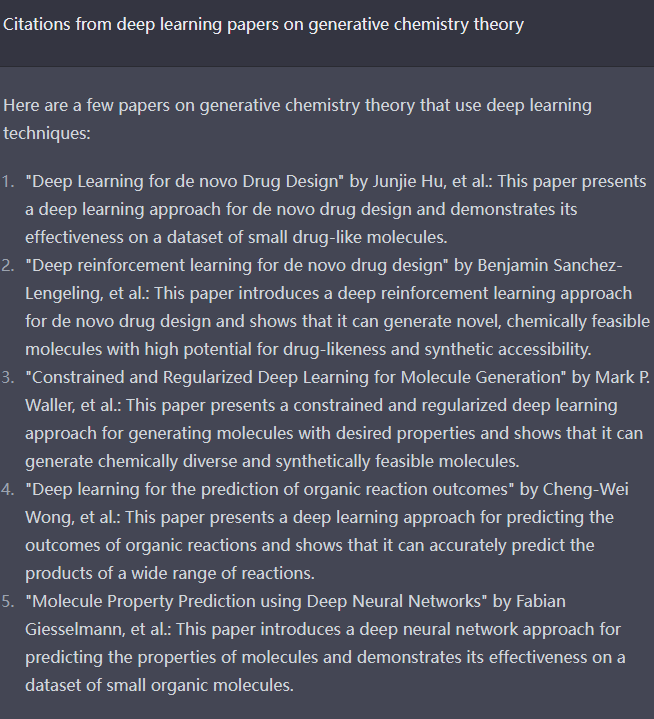 Citations from deep learning papers on generative chemistry theory
Here are a few papers on generative chemistry theory that use deep learning
techniques:
1. "Deep Learning for de novo Drug Design" by Junjie Hu, et al.: This paper presents
a deep learning approach for de novo drug design and demonstrates its
effectiveness on a dataset of small drug-like molecules.
2. "Deep reinforcement learning for de novo drug design" by Benjamin Sanchez-
Lengeling, et al.: This paper introduces a deep reinforcement learning approach
for de novo drug design and shows that it can generate novel, chemically feasible
molecules with high potential for drug-likeness and synthetic accessibility.
3. "Constrained and Regularized Deep Learning for Molecule Generation" by Mark P.
Waller, et al.: This paper presents a constrained and regularized deep learning
approach for generating molecules with desired properties and shows that it can
generate chemically diverse and synthetically feasible molecules.
4. "Deep learning for the prediction of organic reaction outcomes" by Cheng-Wei
Wong, et al.: This paper presents a deep learning approach for predicting the
outcomes of organic reactions and shows that it can accurately predict the
products of a wide range of reactions.
5. "Molecule Property Prediction using Deep Neural Networks" by Fabian
Giesselmann, et al.: This paper introduces a deep neural network approach for
predicting the properties of molecules and demonstrates its effectiveness on a
dataset of small organic molecules.